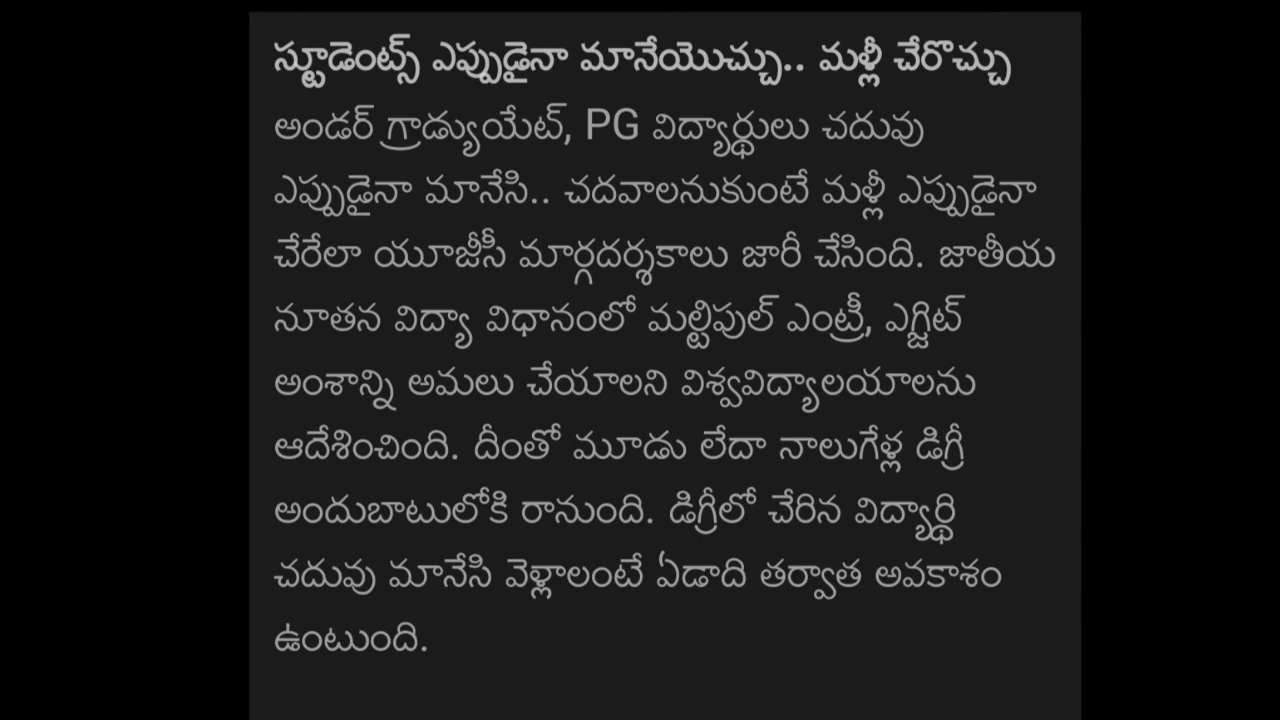 స్టూడెంట్స్ ఎప్పుడైనా మానేయొచ్చు.. మళ్లీ చేరొచ్చు
అండర్ గ్రాడ్యుయేట్, PG విద్యార్థులు చదువు
ఎప్పుడైనా మానేసి.. చదవాలనుకుంటే మళ్లీ ఎప్పుడైనా
చేరేలా యూజీసీ మార్గదర్శకాలు జారీ చేసింది. జాతీయ
నూతన విద్యా విధానంలో మల్టిపుల్ ఎంట్రీ, ఎగ్జిట్
అంశాన్ని అమలు చేయాలని విశ్వవిద్యాలయాలను
ఆదేశించింది. దీంతో మూడు లేదా నాలుగేళ్ల డిగ్రీ
అందుబాటులోకి రానుంది. డిగ్రీలో చేరిన విద్యార్థి
చదువు మానేసి వెళ్లాలంటే ఏడాది తర్వాత అవకాశం
ఉంటుంది.